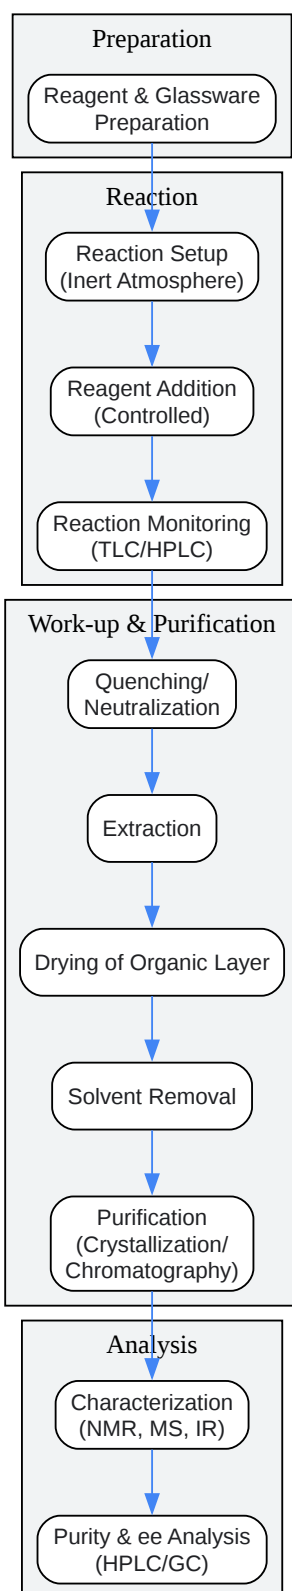 Preparation
Reagent & Glassware
Preparation
Reaction
Reaction Setup
(Inert Atmosphere)
Reagent Addition
(Controlled)
Reaction Monitoring
(TLC/HPLC)
Work-up & Purification
Quenching/
Neutralization
Extraction
Drying of Organic Layer
Solvent Removal
Purification
(Crystallization/
Chromatography)
Analysis
Characterization
(NMR, MS, IR)
Purity & ee Analysis
(HPLC/GC)